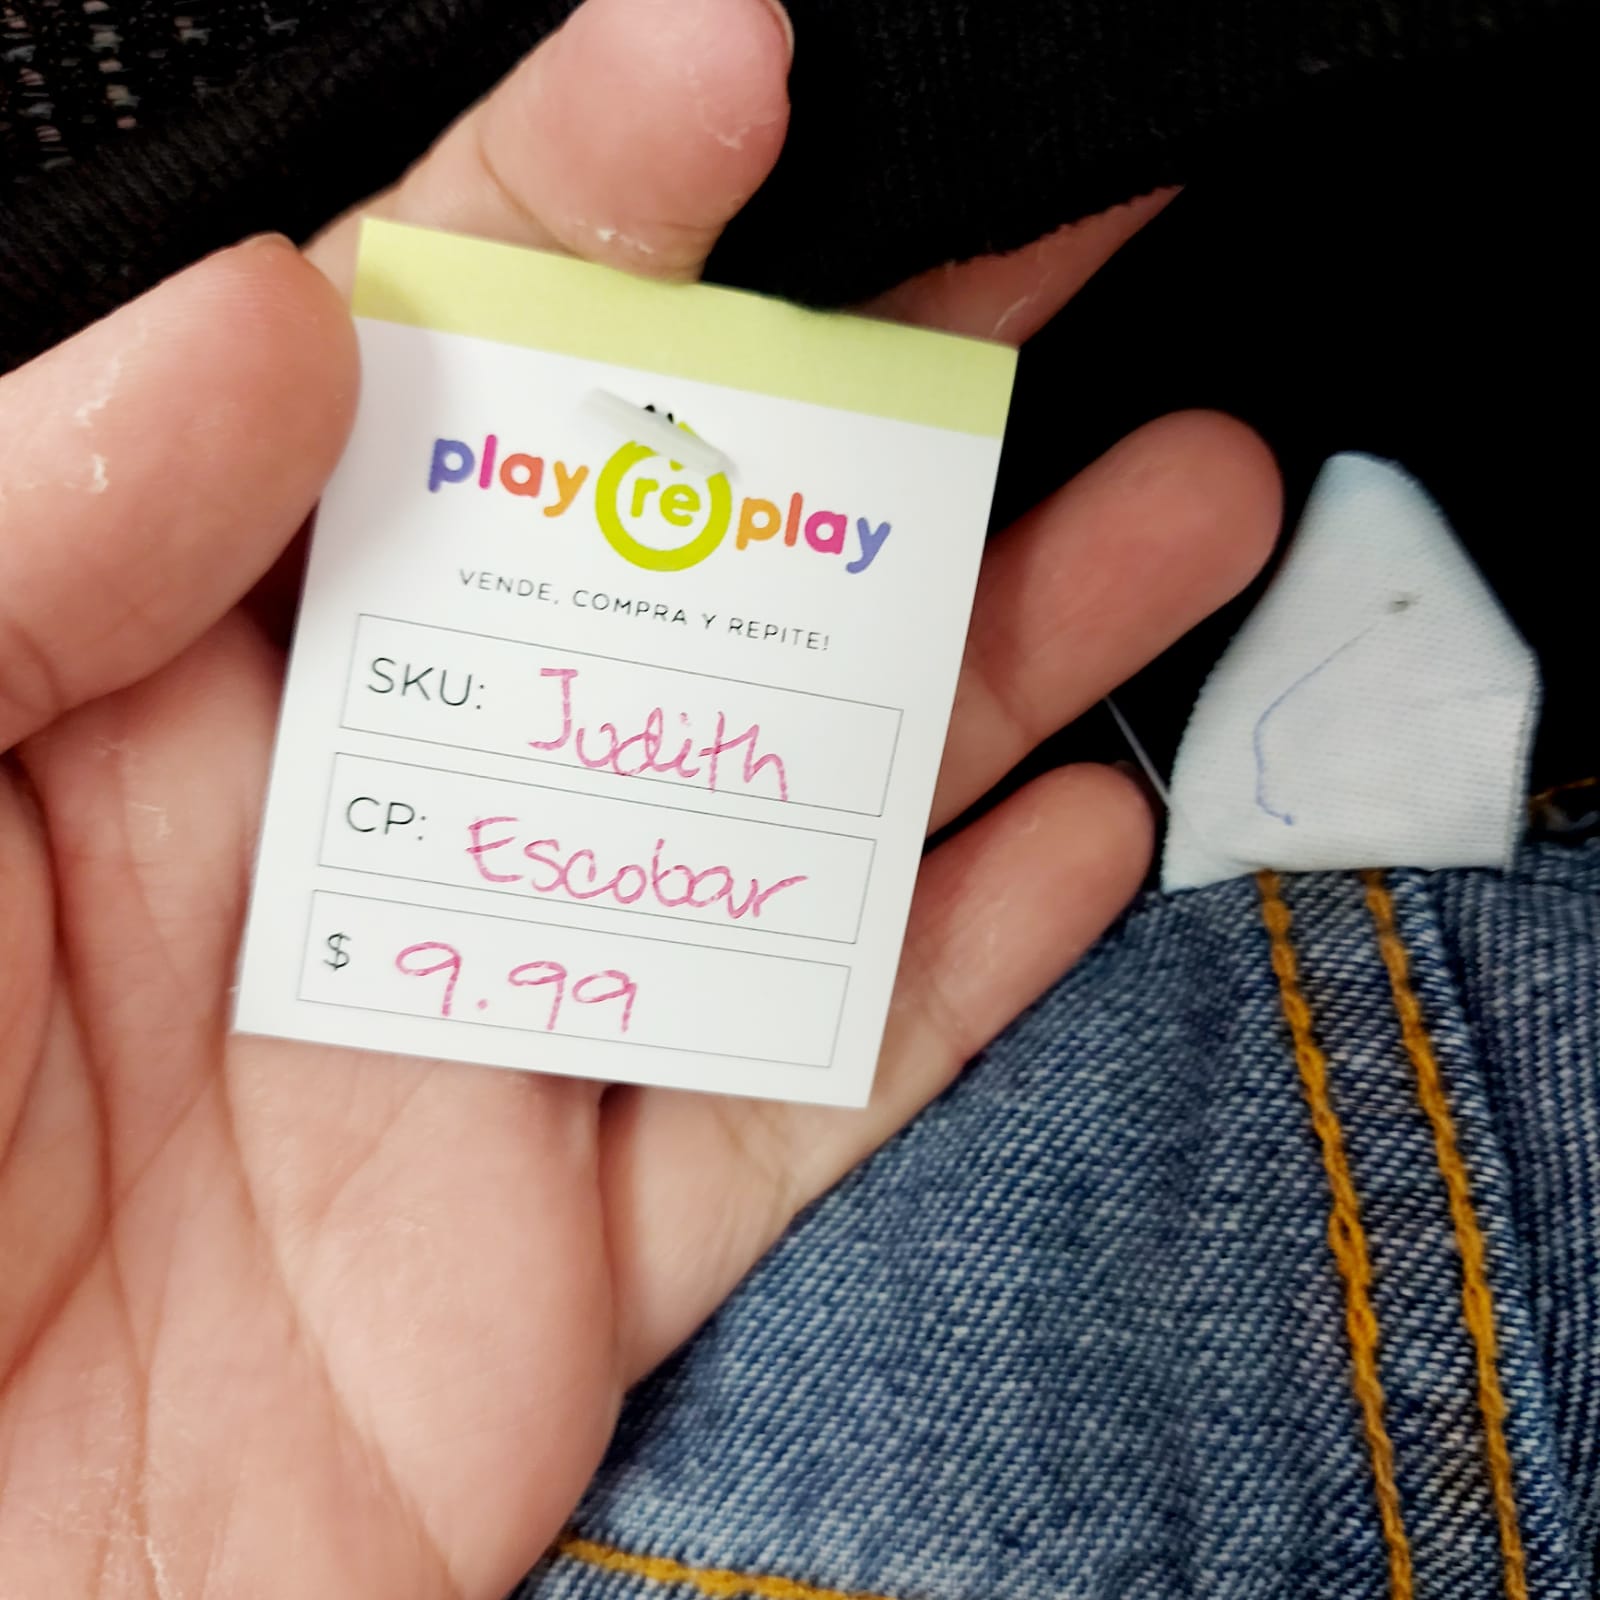 play re play
VENDE, COMPRA Y REPITE!
SKU: Judith
CP: Escobar
$ 9.99